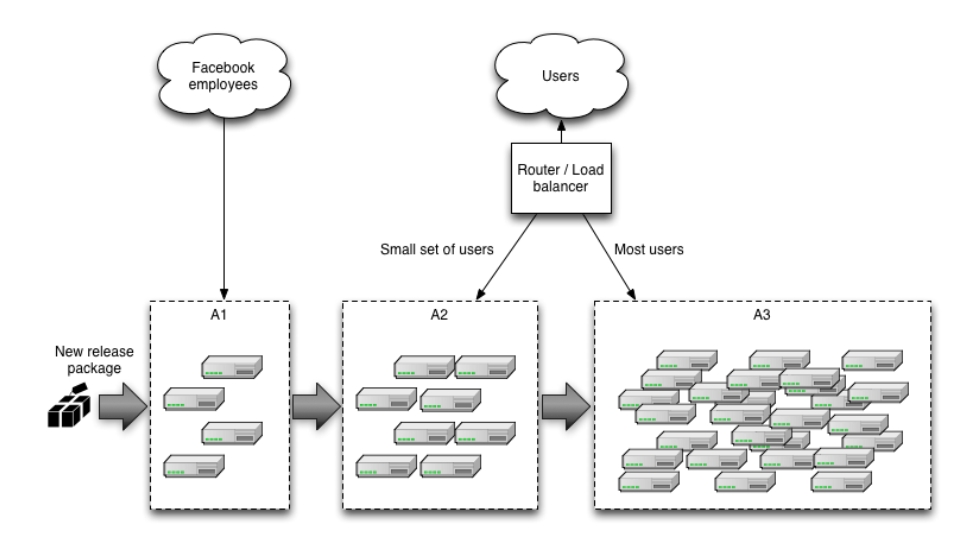 Facebook
employees
Users
Router / Load
balancer
Small set of users
Most users
A1
A2
A3
New release
package